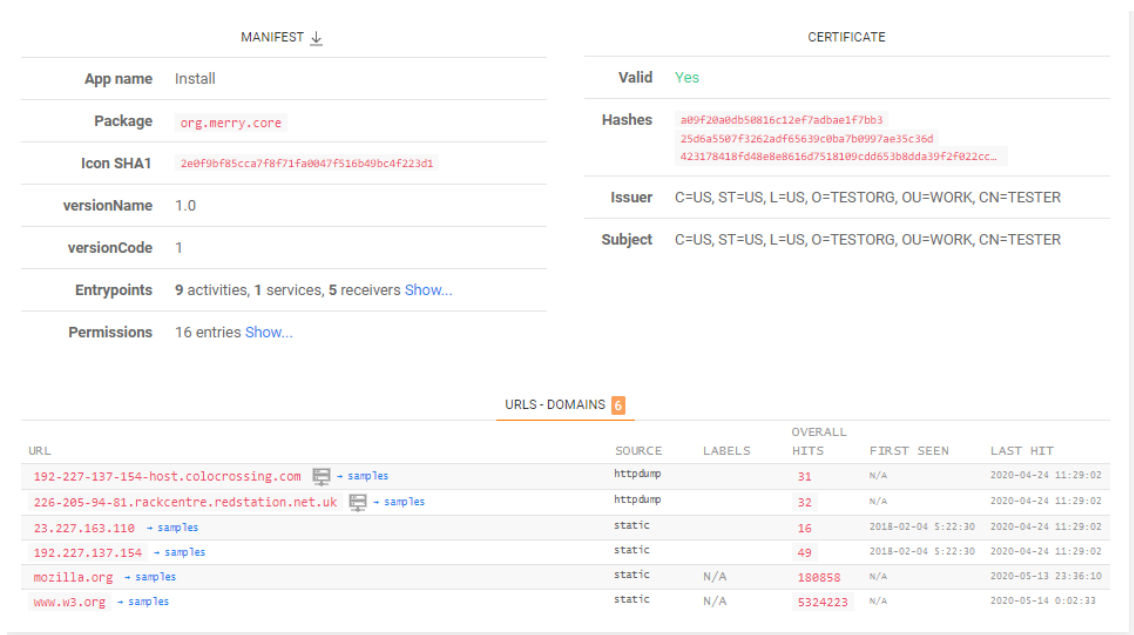 MANIFEST
App name Install
Package org.merry.core
Icon SHA1 2e0f9bf85cca7f8f71fa0047f516b49bc4f223d1
versionName 1.0
versionCode 1
Entrypoints 9 activities, 1 services, 5 receivers Show...
Permissions 16 entries Show...
CERTIFICATE
Valid Yes
Hashes a09f20a0db50816c12ef7adbae1f7bb3
25d6a5507f3262adf65639c0ba7b0997ae35c36d
423178418fd48e8e8616d7518109cdd653b8dda39f2f022cc…
Issuer C=US, ST=US, L=US, O=TESTORG, OU=WORK, CN=TESTER
Subject C=US, ST=US, L=US, O=TESTORG, OU=WORK, CN=TESTER
URLS - DOMAINS 6
URL SOURCE LABELS OVERALL HITS FIRST SEEN LAST HIT
192-227-137-154-host.colocrossing.com → samples httpdump 31 N/A 2020-04-24 11:29:02
226-205-94-81.rackcentre.redstation.net.uk → samples httpdump 32 N/A 2020-04-24 11:29:02
23.227.163.110 → samples static 16 2018-02-04 5:22:30 2020-04-24 11:29:02
192.227.137.154 → samples static 49 2018-02-04 5:22:30 2020-04-24 11:29:02
mozilla.org → samples static N/A 180858 N/A 2020-05-13 23:36:10
www.w3.org → samples static N/A 5324223 N/A 2020-05-14 0:02:33